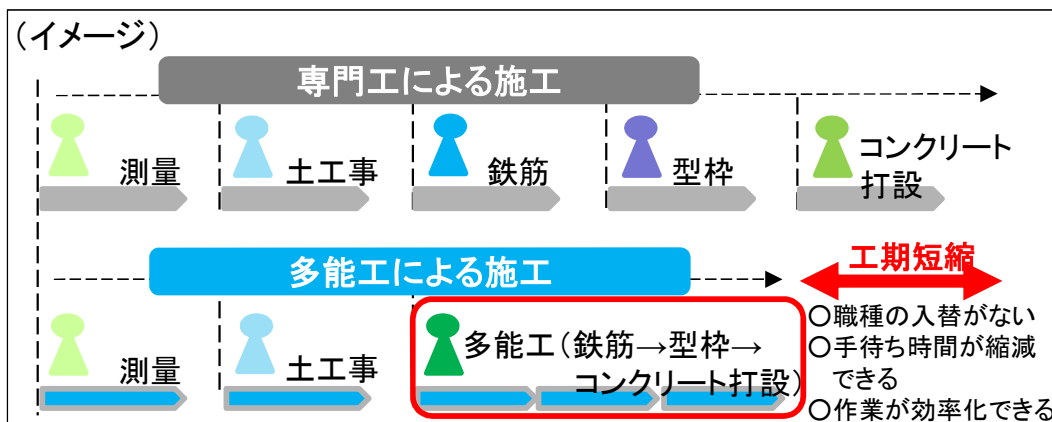 (イメージ)
専門工による施工
測量
土工事
鉄筋
型枠
コンクリート
打設
多能工による施工
工期短縮
測量
土工事
多能工(鉄筋→型枠→
コンクリート打設)
〇職種の入替がない
〇手待ち時間が縮減
できる
〇作業が効率化できる